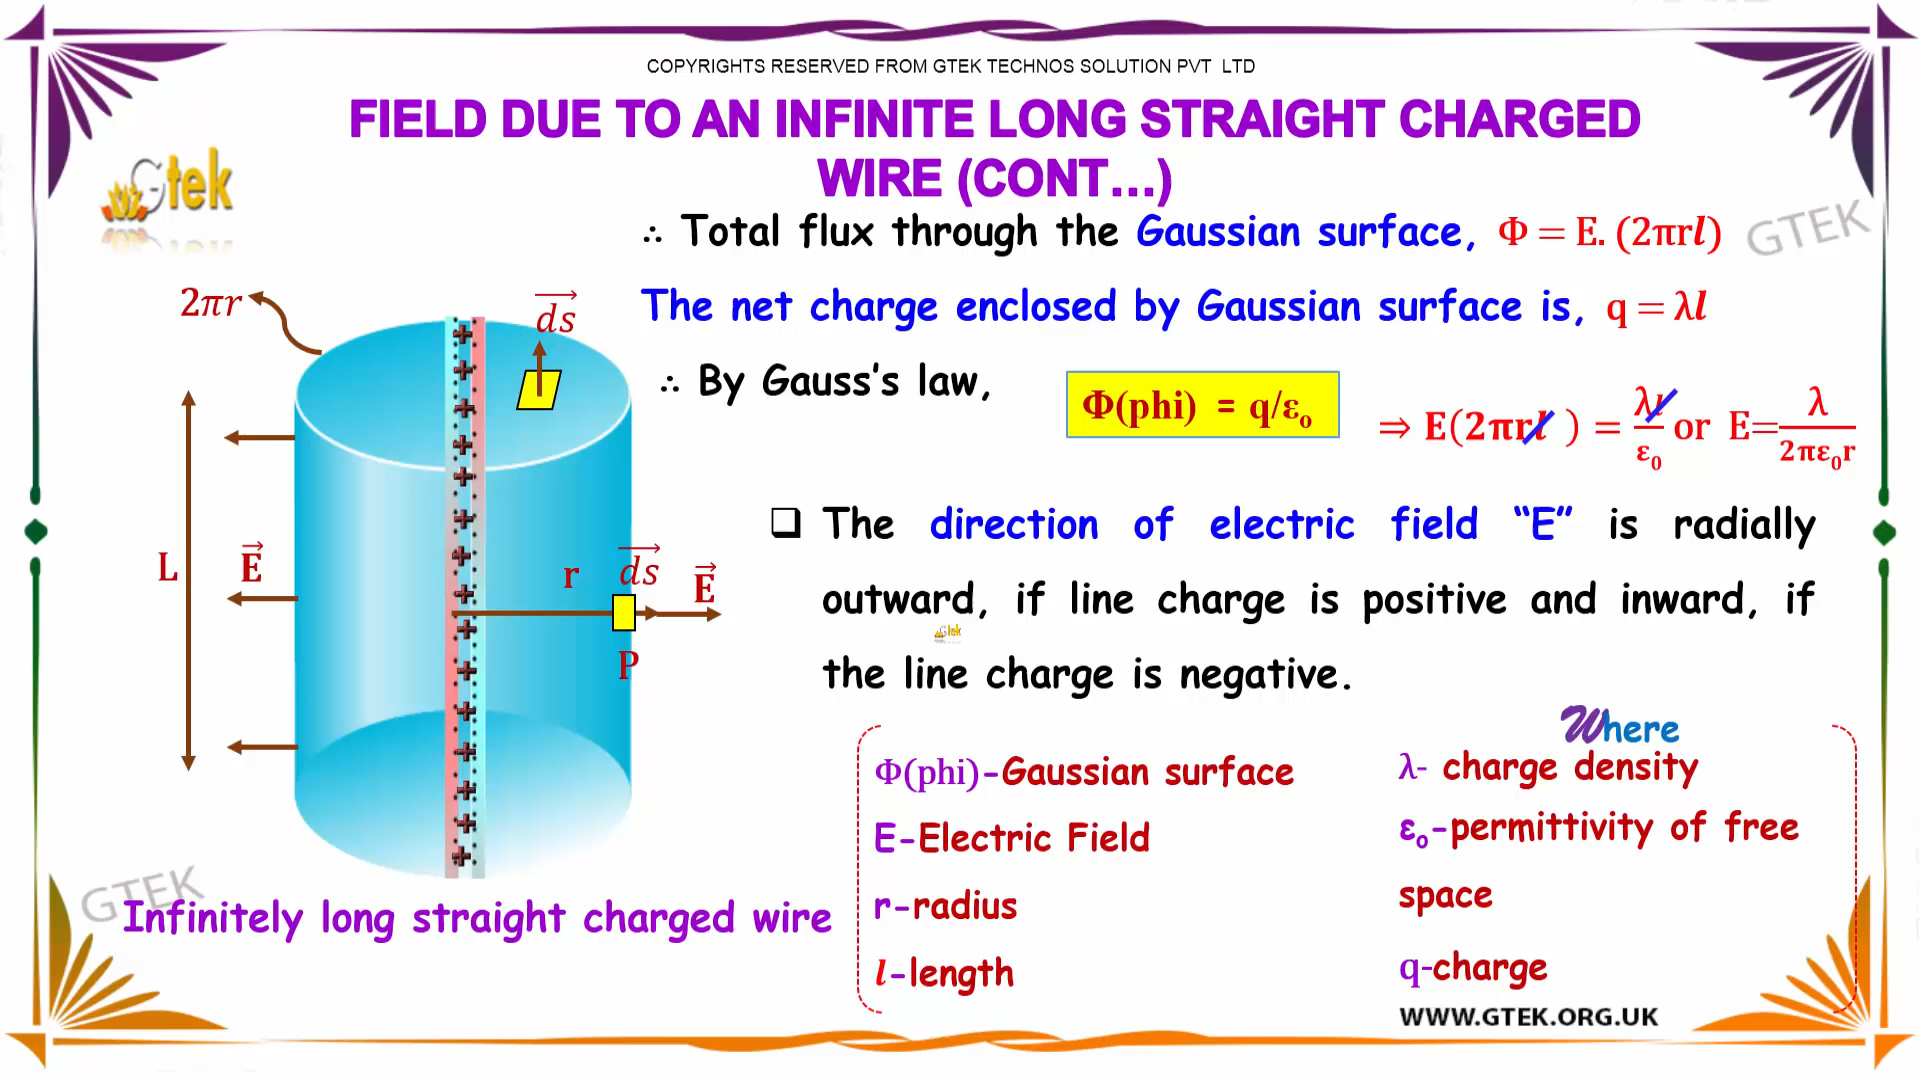 COPYRIGHTS RESERVED FROM GTEK TECHNOS SOLUTION PVT LTD
FIELD DUE TO AN INFINITE LONG STRAIGHT CHARGED
WIRE (CONT...)
Gtek
∴ Total flux through the Gaussian surface, Φ = E. (2πrl)
GTEK
The net charge enclosed by Gaussian surface is, q = λl
∴ By Gauss's law,
Φ(phi) = q/ε₀
⇒ E(2πrl ) = λl/ε₀ or E= λ/2πε₀r
2πr
ds
L
E
r
ds
E
P
❑ The direction of electric field “E” is radially
outward, if line charge is positive and inward, if
Gtek
the line charge is negative.
Where
Φ(phi)-Gaussian surface
E-Electric Field
r-radius
l-length
λ- charge density
ε₀-permittivity of free
space
q-charge
GTEK
Infinitely long straight charged wire
WWW.GTEK.ORG.UK